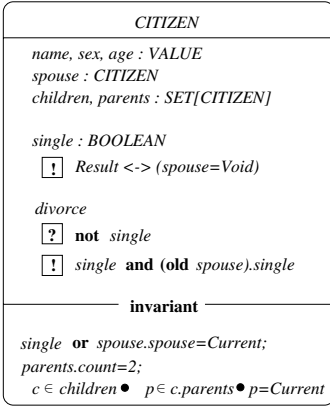 CITIZEN
name, sex, age : VALUE
spouse : CITIZEN
children, parents : SET[CITIZEN]
single : BOOLEAN
! Result <-> (spouse=Void)
divorce
? not single
! single and (old spouse).single
invariant
single or spouse.spouse=Current;
parents.count=2;
c ∈ children ● p ∈ c.parents ● p=Current